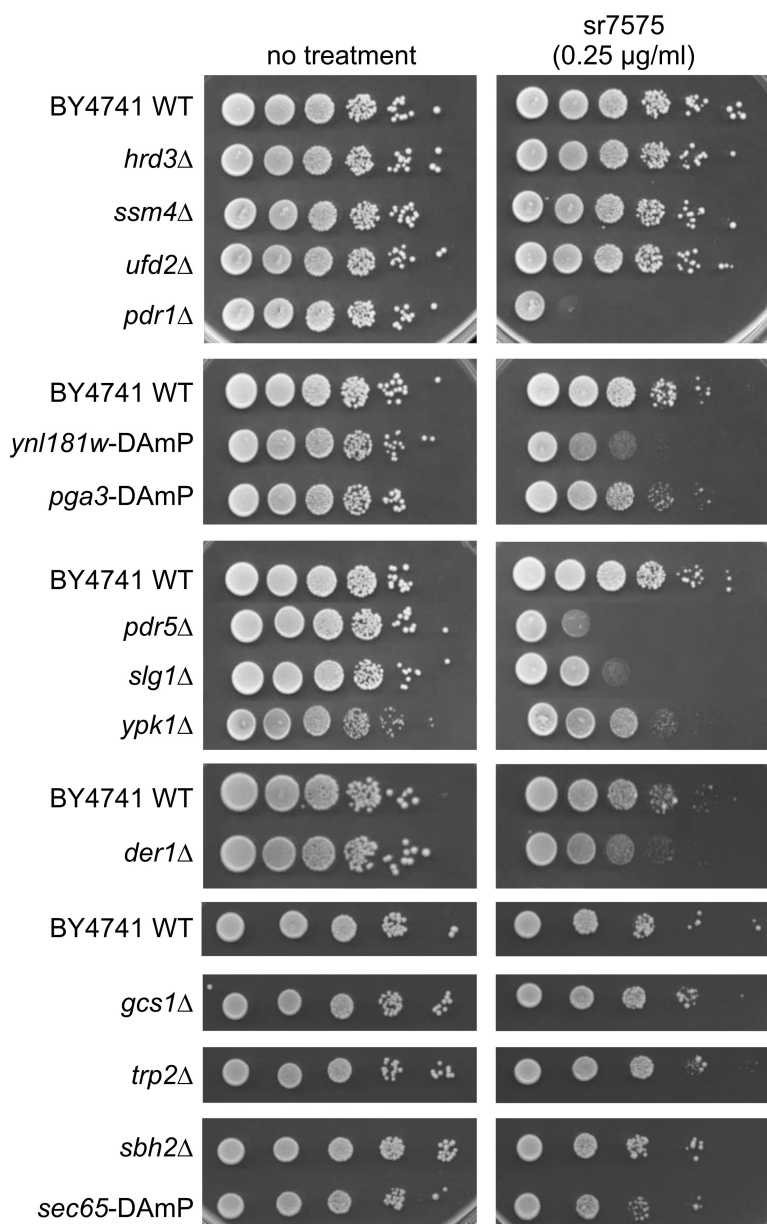 no treatment
sr7575
(0.25 µg/ml)
BY4741 WT
hrd3Δ
ssm4Δ
ufd2Δ
pdr1Δ
BY4741 WT
ynl181w-DAmP
pga3-DAmP
BY4741 WT
pdr5Δ
slg1Δ
ypk1Δ
BY4741 WT
der1Δ
BY4741 WT
gcs1Δ
trp2Δ
sbh2Δ
sec65-DAmP